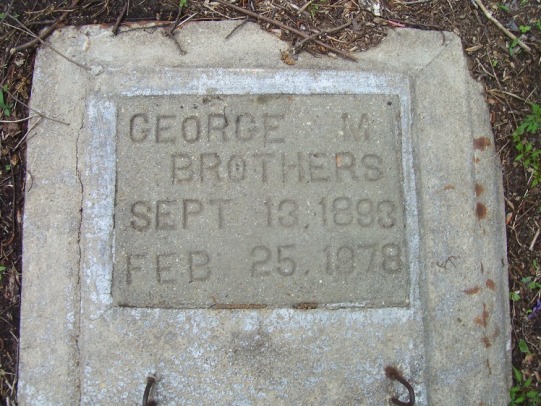 GEORGE M
BROTHERS
SEPT 13, 1893
FEB 25, 1978